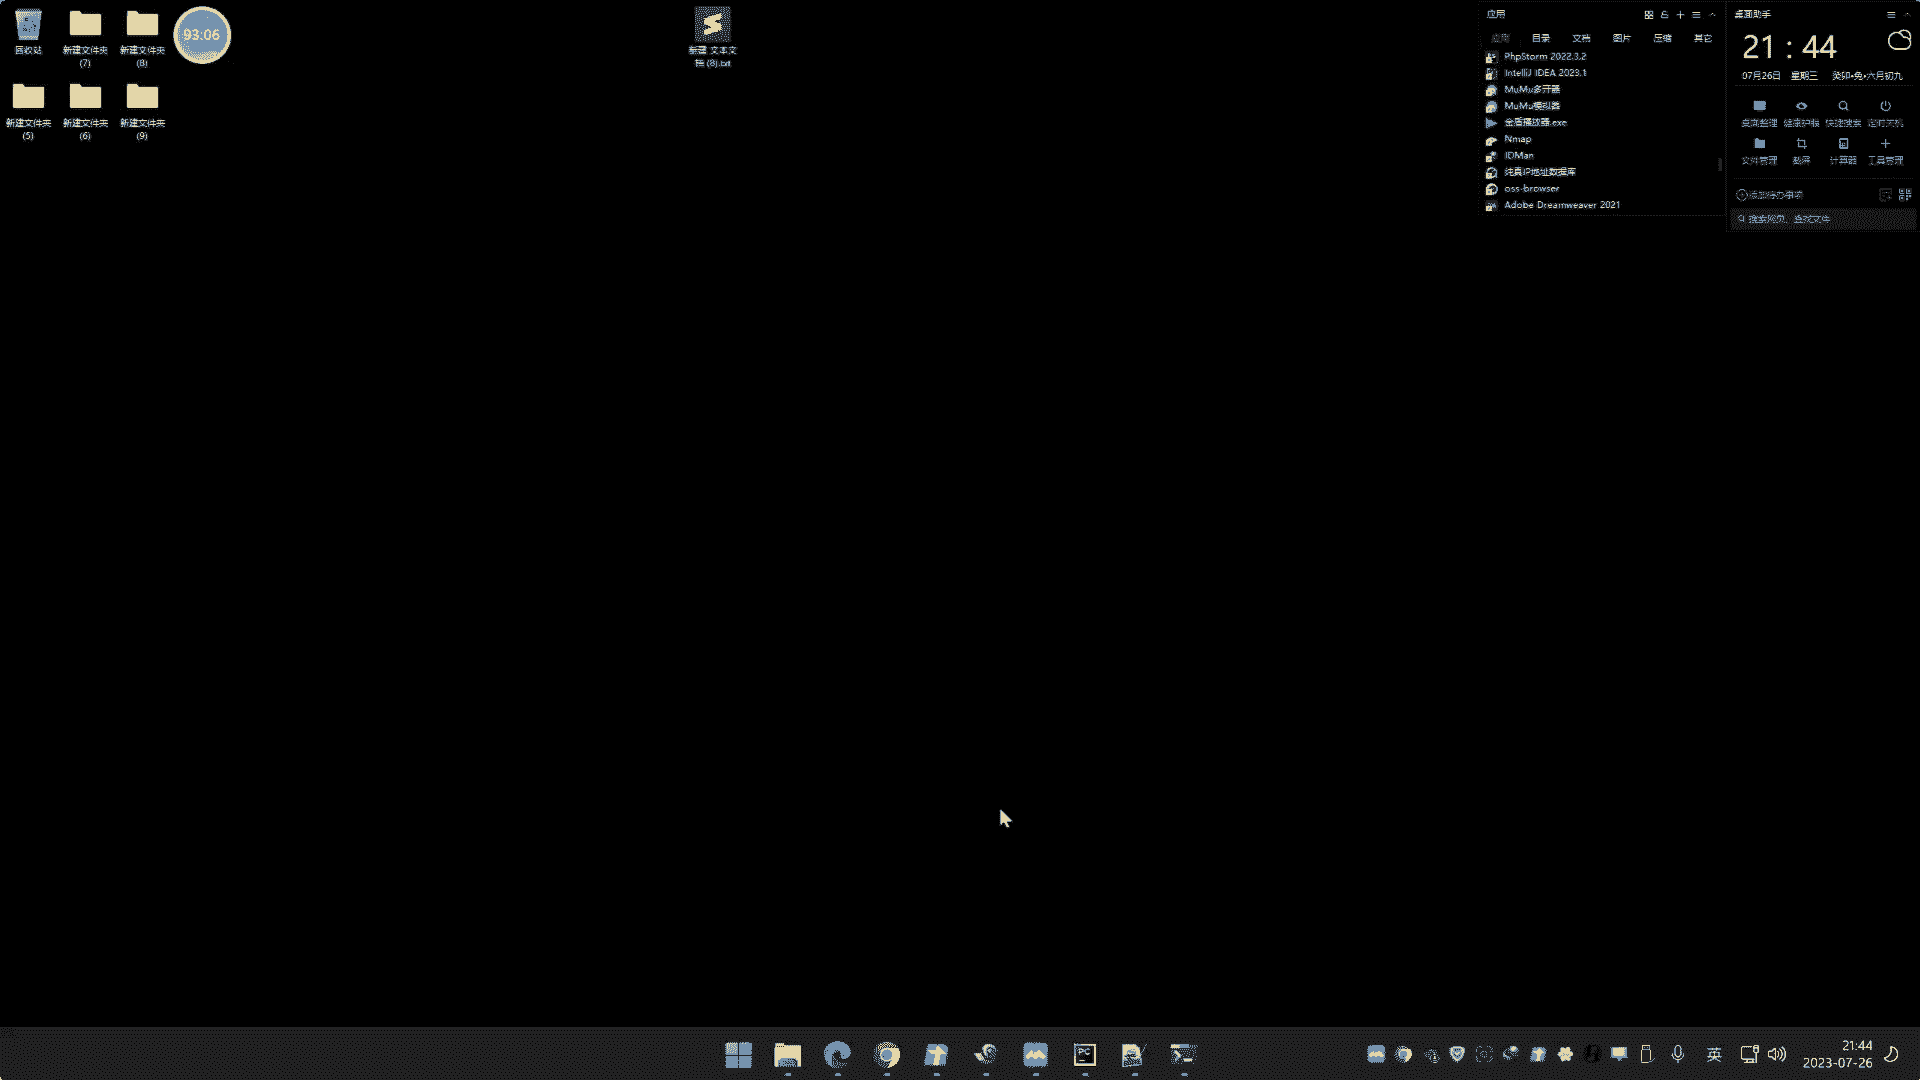 回收站
新建文件夹
(7)
新建文件夹
(8)
93:06
新建文件夹
(5)
新建文件夹
(6)
新建文件夹
(9)
新建 文本文
档 (8).txt
应用
应用 目录 文档 图片 压缩 其它
PhpStorm 2022.3.2
IntelliJ IDEA 2023.1
MuMu多开器
MuMu模拟器
金盾播放器.exe
Nmap
IDMan
纯真IP地址数据库
oss-browser
Adobe Dreamweaver 2021
桌面助手
21 : 44
07月26日 星期三 癸卯•兔•六月初九
桌面整理 健康护眼 快速搜索 定时关机
文件管理 截屏 计算器 工具管理
添加待办事项
搜索网页、查找文件
PC
英
21:44
2023-07-26